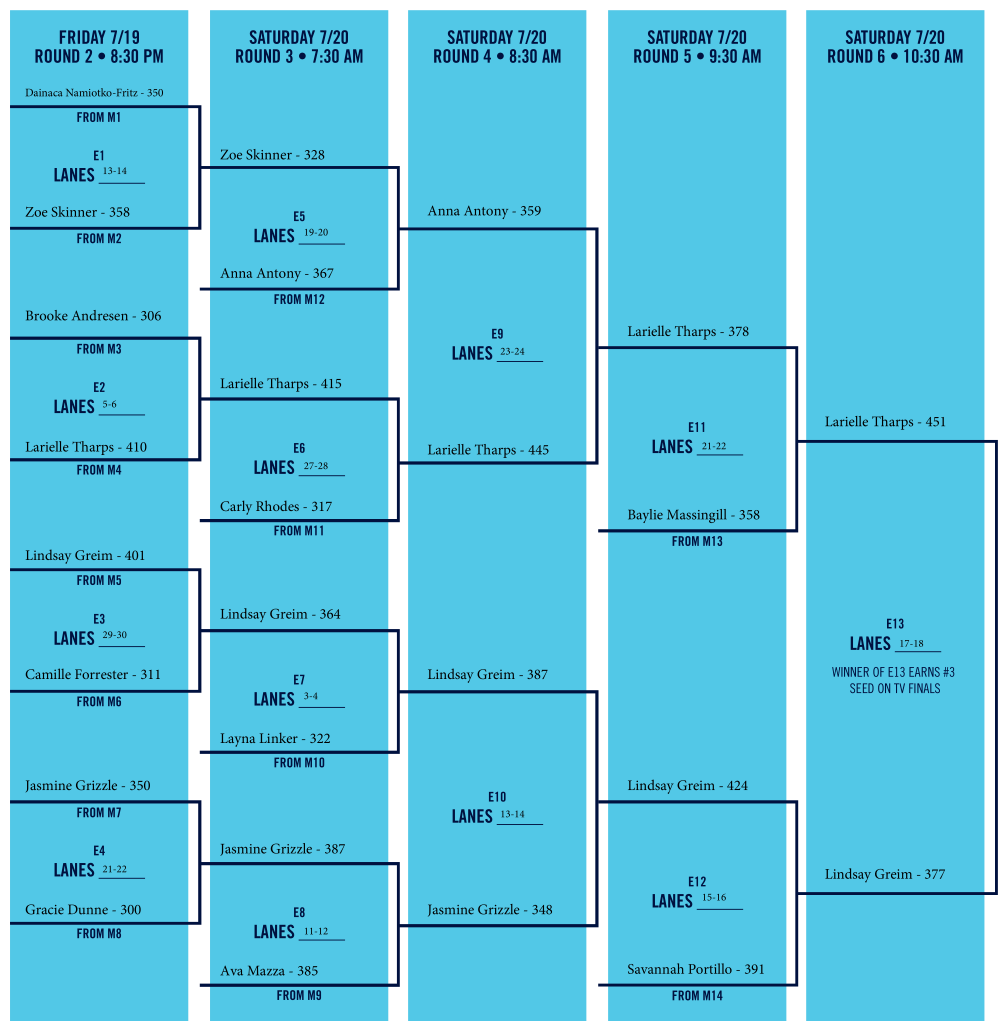 FRIDAY 7/19
ROUND 2 • 8:30 PM
Dainaca Namiotko-Fritz - 350
FROM M1
E1
LANES 13-14
Zoe Skinner - 358
FROM M2
Brooke Andresen - 306
FROM M3
E2
LANES 5-6
Larielle Tharps - 410
FROM M4
Lindsay Greim - 401
FROM M5
E3
LANES 29-30
Camille Forrester - 311
FROM M6
Jasmine Grizzle - 350
FROM M7
E4
LANES 21-22
Gracie Dunne - 300
FROM M8
SATURDAY 7/20
ROUND 3 • 7:30 AM
Zoe Skinner - 328
E5
LANES 19-20
Anna Antony - 367
FROM M12
Larielle Tharps - 415
E6
LANES 27-28
Carly Rhodes - 317
FROM M11
Lindsay Greim - 364
E7
LANES 3-4
Layna Linker - 322
FROM M10
Jasmine Grizzle - 387
E8
LANES 11-12
Ava Mazza - 385
FROM M9
SATURDAY 7/20
ROUND 4 • 8:30 AM
Anna Antony - 359
E9
LANES 23-24
Larielle Tharps - 445
Lindsay Greim - 387
E10
LANES 13-14
Jasmine Grizzle - 348
SATURDAY 7/20
ROUND 5 • 9:30 AM
Larielle Tharps - 378
E11
LANES 21-22
Baylie Massingill - 358
FROM M13
Lindsay Greim - 424
E12
LANES 15-16
Savannah Portillo - 391
FROM M14
SATURDAY 7/20
ROUND 6 • 10:30 AM
Larielle Tharps - 451
E13
LANES 17-18
WINNER OF E13 EARNS #3
SEED ON TV FINALS
Lindsay Greim - 377